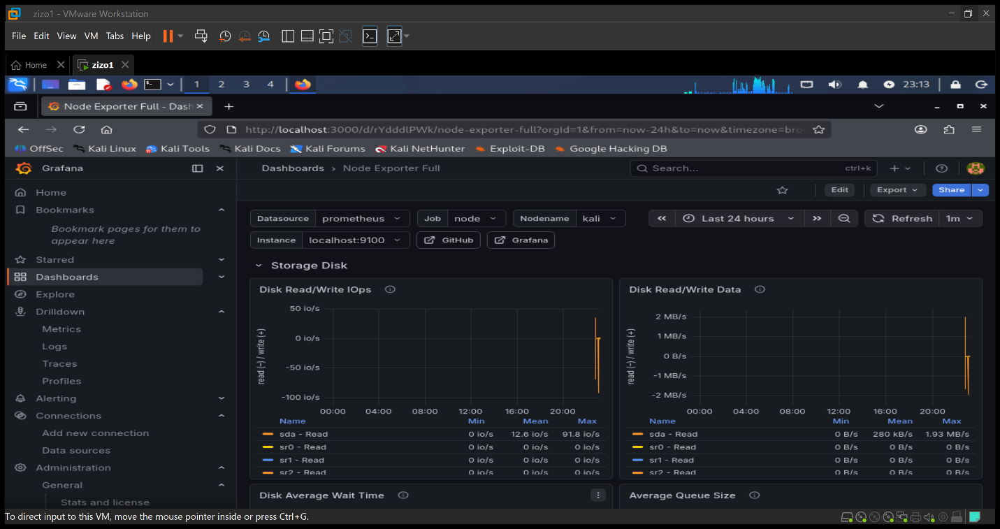 zizo1 - VMware Workstation
File Edit View VM Tabs Help
Home zizo1
1 2 3 4 23:13
Node Exporter Full - Dash
http://localhost:3000/d/rYdddlPWk/node-exporter-full?orgId=1&from=now-24h&to=now&timezone=brow
OffSec Kali Linux Kali Tools Kali Docs Kali Forums Kali NetHunter Exploit-DB Google Hacking DB
Grafana
Dashboards › Node Exporter Full
Search... ctrl+k
Edit Export Share
Home
Bookmarks
Bookmark pages for them to
appear here
Starred
Dashboards
Explore
Drilldown
Metrics
Logs
Traces
Profiles
Alerting
Connections
Add new connection
Data sources
Administration
General
Stats and license
Datasource prometheus Job node Nodename kali Last 24 hours Refresh 1m
Instance localhost:9100 GitHub Grafana
Storage Disk
Disk Read/Write IOps
read (-) / write (+)
50 io/s
0 io/s
-50 io/s
-100 io/s
00:00 04:00 08:00 12:00 16:00 20:00
Name Min Mean Max
sda - Read 0 io/s 12.6 io/s 91.8 io/s
sr0 - Read 0 io/s 0 io/s 0 io/s
sr1 - Read 0 io/s 0 io/s 0 io/s
sr2 - Read 0 io/s 0 io/s 0 io/s
Disk Read/Write Data
read (-) / write (+)
2 MB/s
1 MB/s
0 B/s
-1 MB/s
-2 MB/s
00:00 04:00 08:00 12:00 16:00 20:00
Name Min Mean Max
sda - Read 0 B/s 280 kB/s 1.93 MB/s
sr0 - Read 0 B/s 0 B/s 0 B/s
sr1 - Read 0 B/s 0 B/s 0 B/s
sr2 - Read 0 B/s 0 B/s 0 B/s
Disk Average Wait Time
Average Queue Size
To direct input to this VM, move the mouse pointer inside or press Ctrl+G.